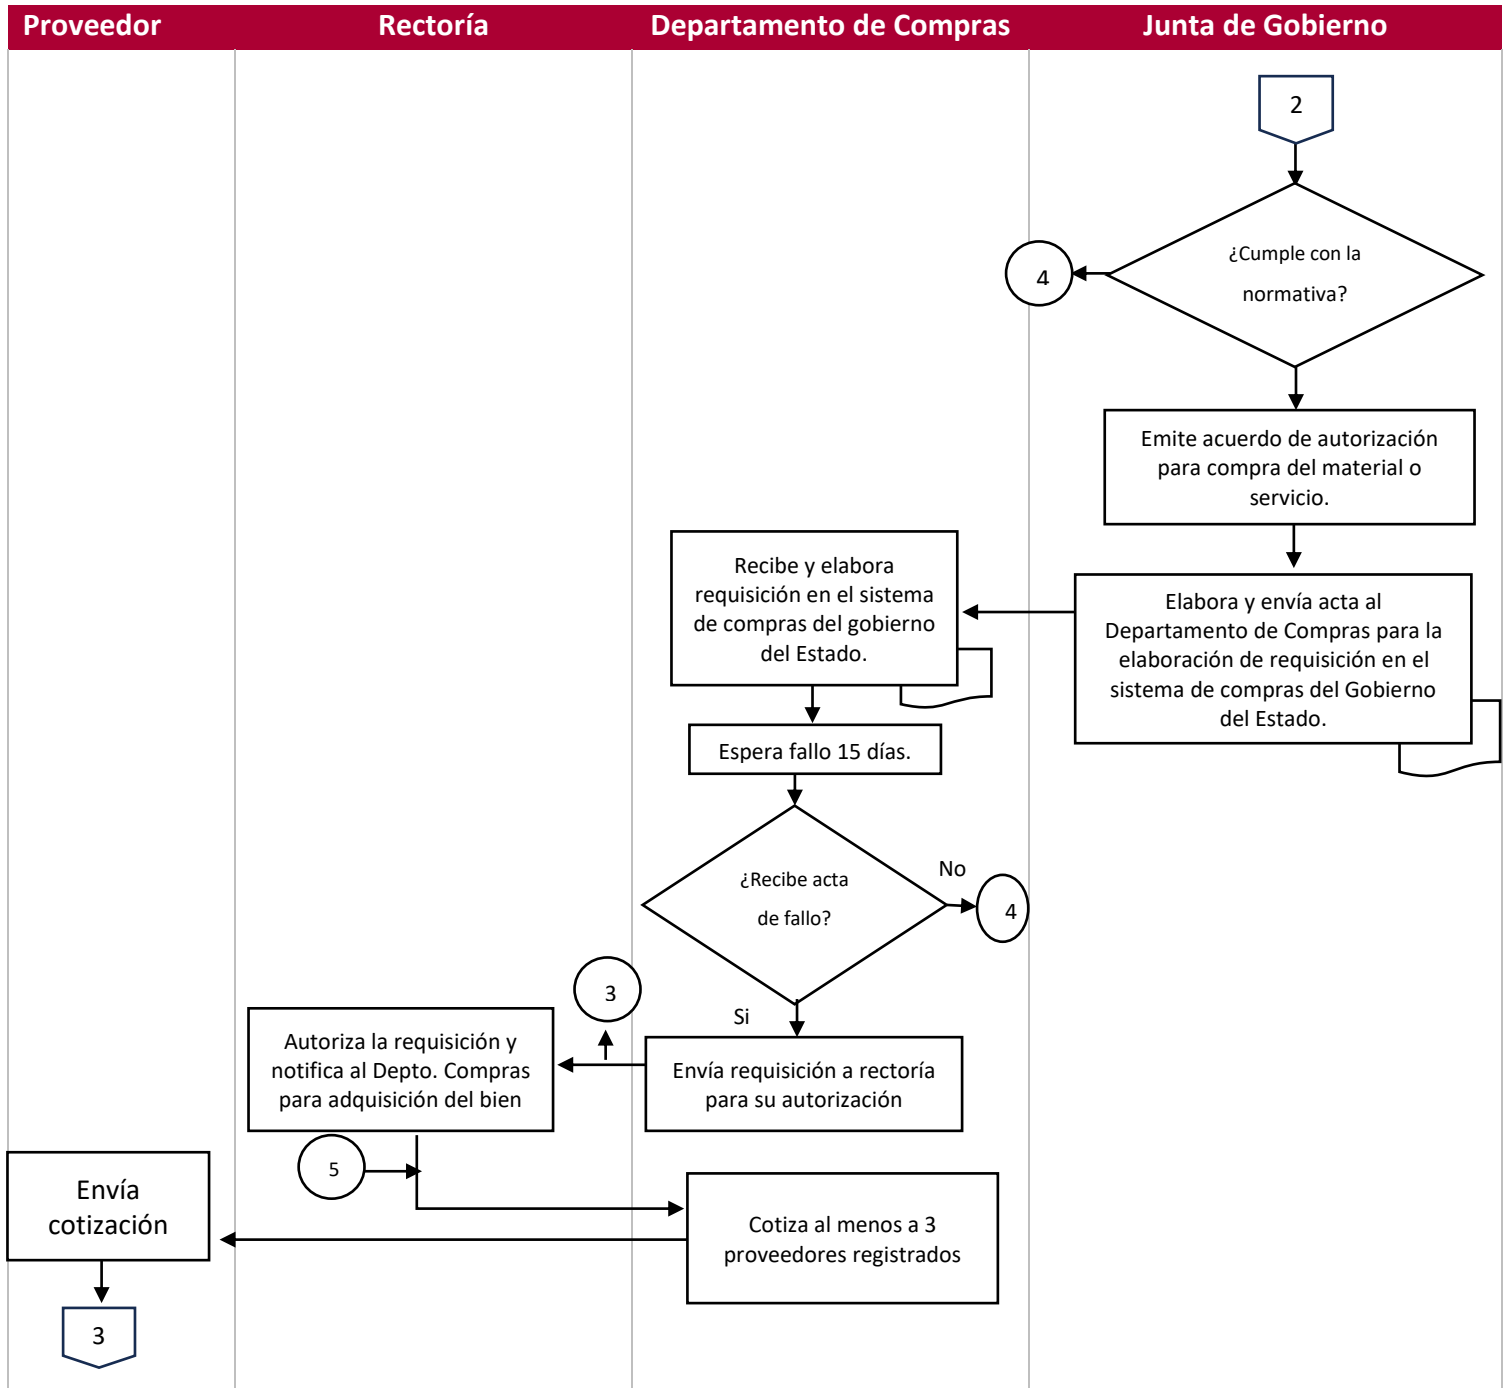 Proveedor
Rectoría
Departamento de Compras
Junta de Gobierno
2
¿Cumple con la
normativa?
4
Emite acuerdo de autorización
para compra del material o
servicio.
Elabora y envía acta al
Departamento de Compras para la
elaboración de requisición en el
sistema de compras del Gobierno
del Estado.
Recibe y elabora
requisición en el sistema
de compras del gobierno
del Estado.
Espera fallo 15 días.
¿Recibe acta
de fallo?
No
4
Si
3
Envía requisición a rectoría
para su autorización
Autoriza la requisición y
notifica al Depto. Compras
para adquisición del bien
5
Cotiza al menos a 3
proveedores registrados
Envía
cotización
3